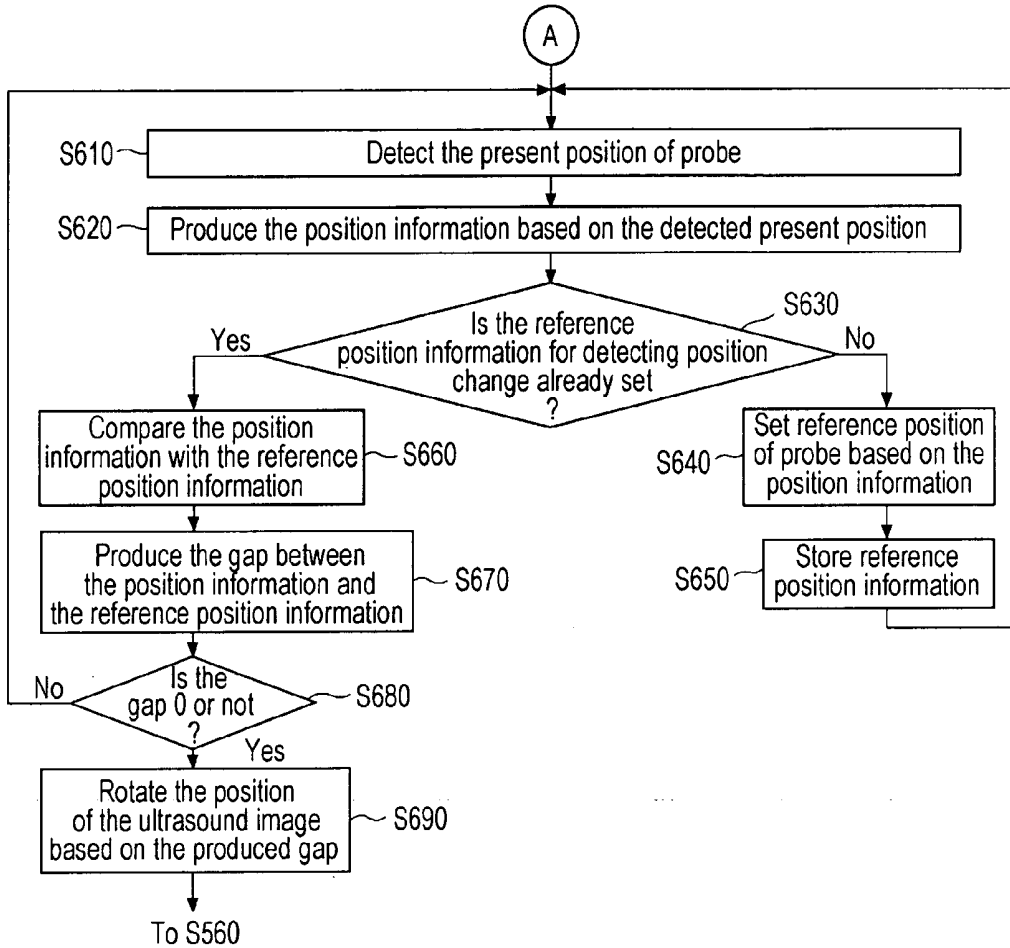 A
S610
Detect the present position of probe
S620
Produce the position information based on the detected present position
S630
Is the reference
position information for detecting position
change already set
?
Yes
No
Compare the position
information with the reference
position information
S660
S640
Set reference position
of probe based on the
position information
Produce the gap between
the position information and
the reference position information
S670
S650
Store reference
position information
No
Is the
gap 0 or not
?
S680
Yes
Rotate the position
of the ultrasound image
based on the produced gap
S690
To S560